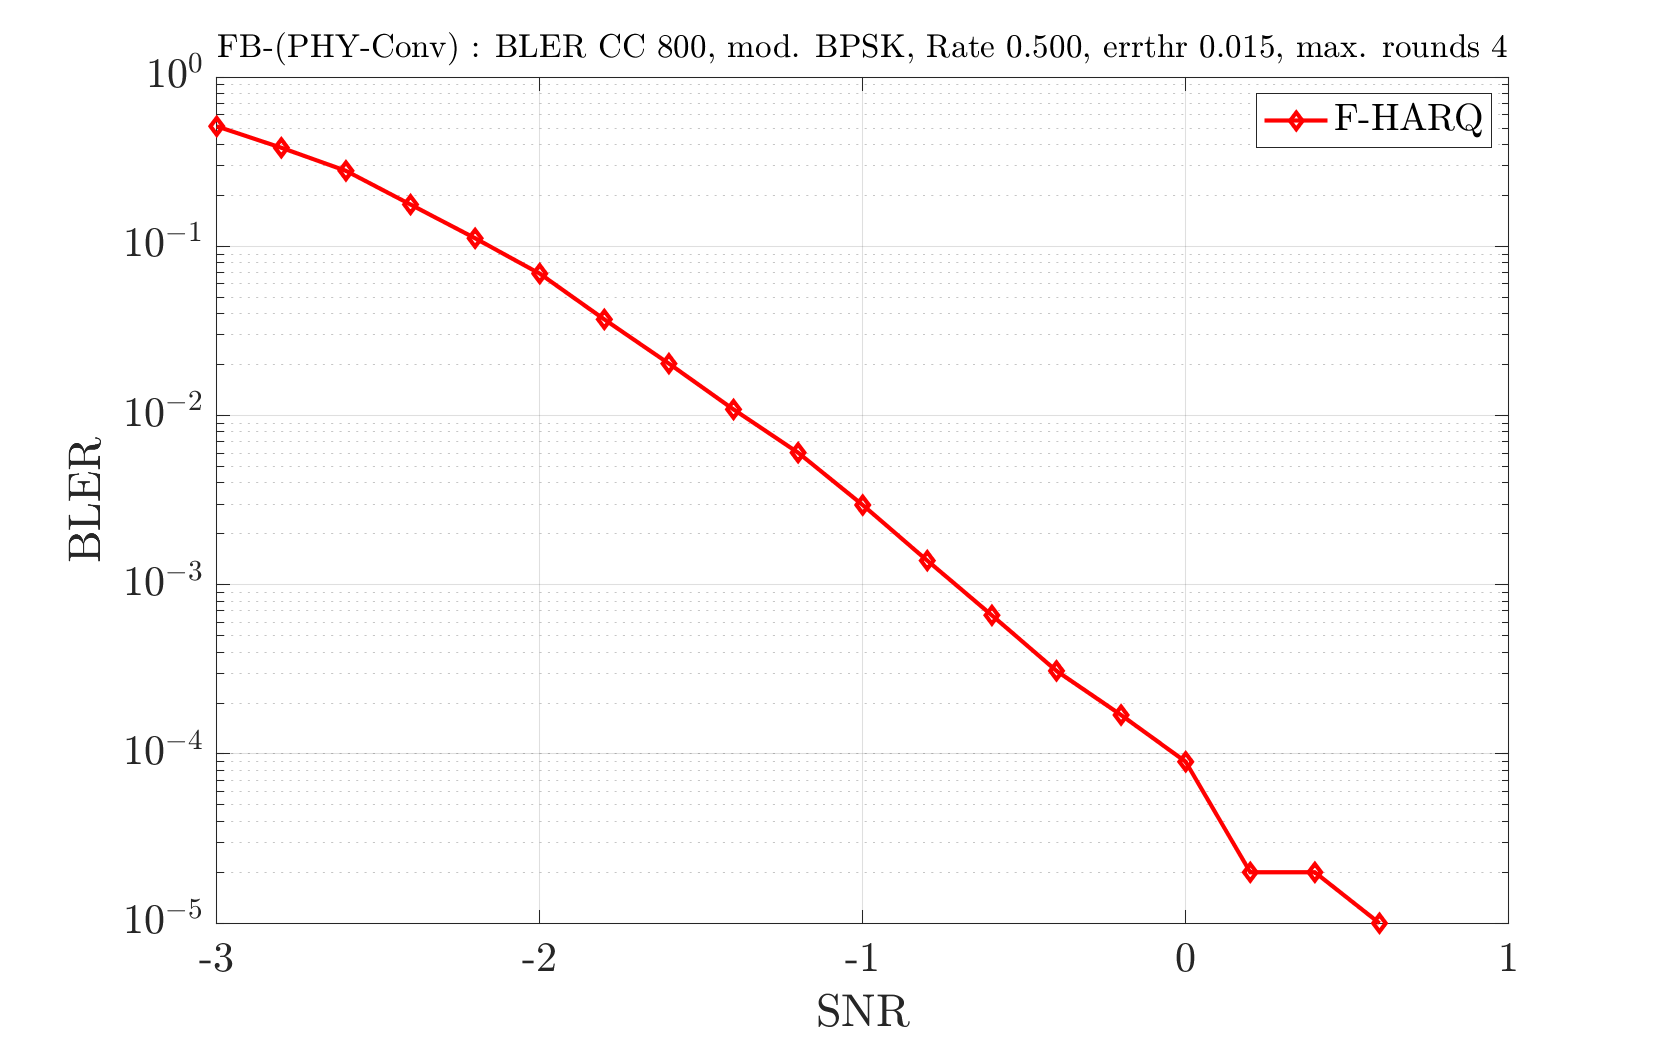 FB-(PHY-Conv) : BLER CC 800, mod. BPSK, Rate 0.500, errthr 0.015, max. rounds 4
10^0
F-HARQ
10^{-1}
10^{-2}
BLER
10^{-3}
10^{-4}
10^{-5}
-3 -2 -1 0 1
SNR